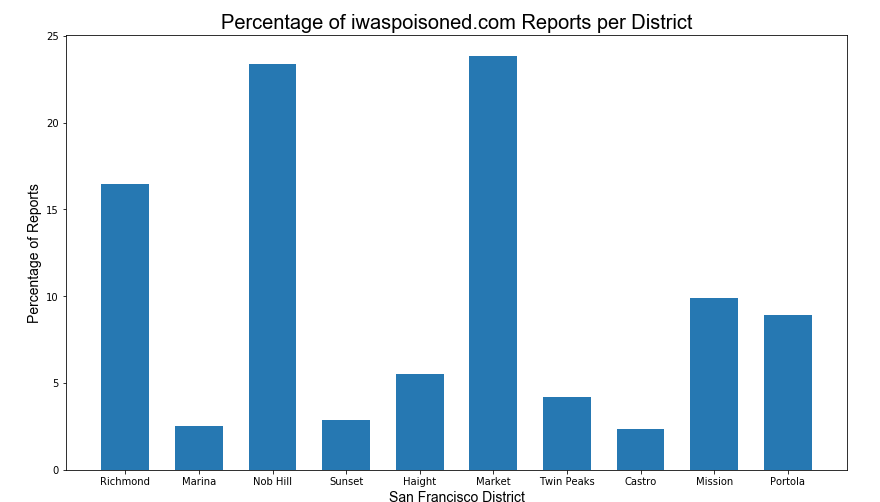 Percentage of iwaspoisoned.com Reports per District
25
20
15
10
5
0
Percentage of Reports
Richmond Marina Nob Hill Sunset Haight Market Twin Peaks Castro Mission Portola
San Francisco District